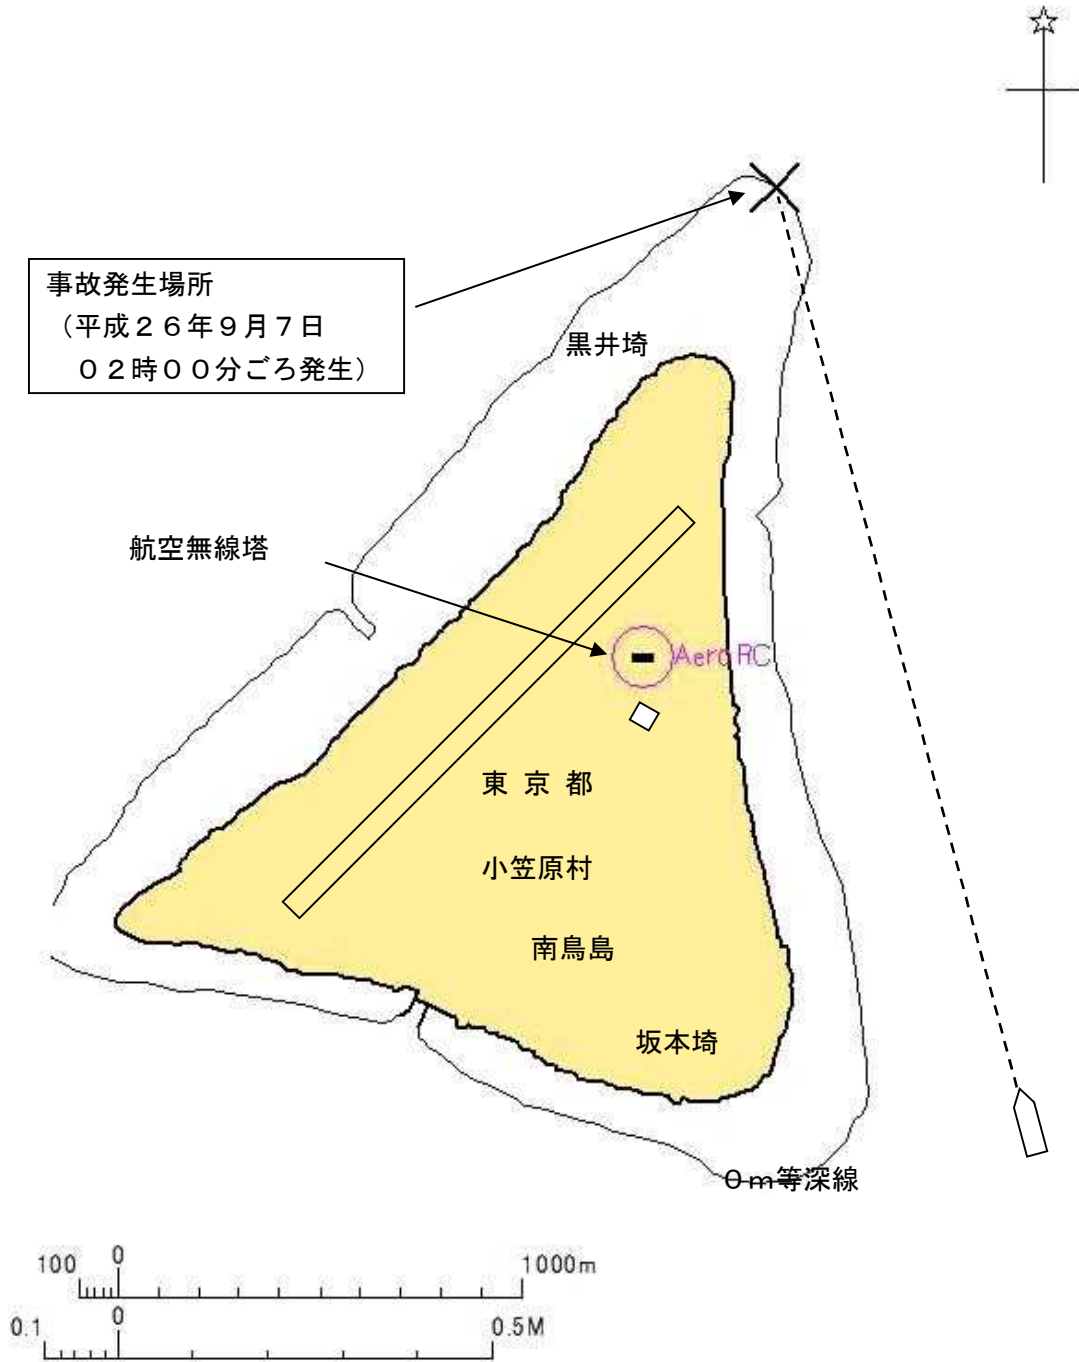 事故発生場所
（平成２６年９月７日
０２時００分ごろ発生）
黒井埼
航空無線塔
Aero RC
東 京 都
小笠原村
南鳥島
坂本埼
０ｍ等深線
100 0 1000m
0.1 0 0.5M